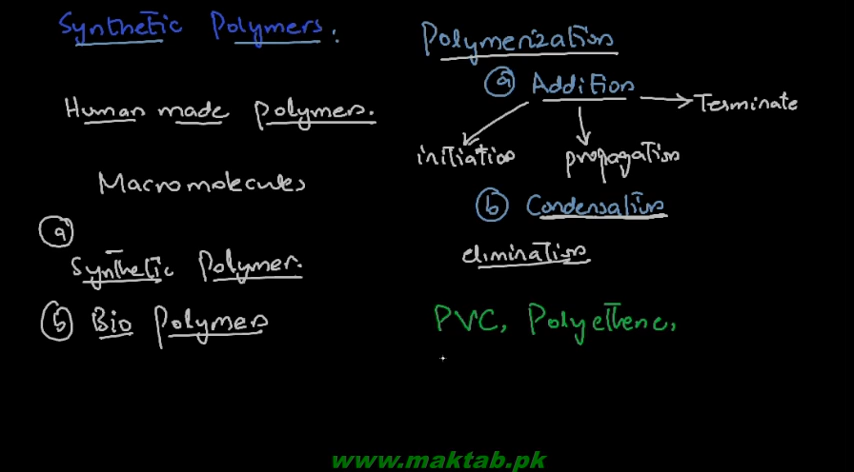 Synthetic Polymers.
Human made polymers.
Macromolecules
(a)
Synthetic Polymer.
(b) Bio Polymers
Polymerization
(a) Addition
Terminate
initiation propagation
(b) Condensation
elimination
PVC, Polyethene,
www.maktab.pk